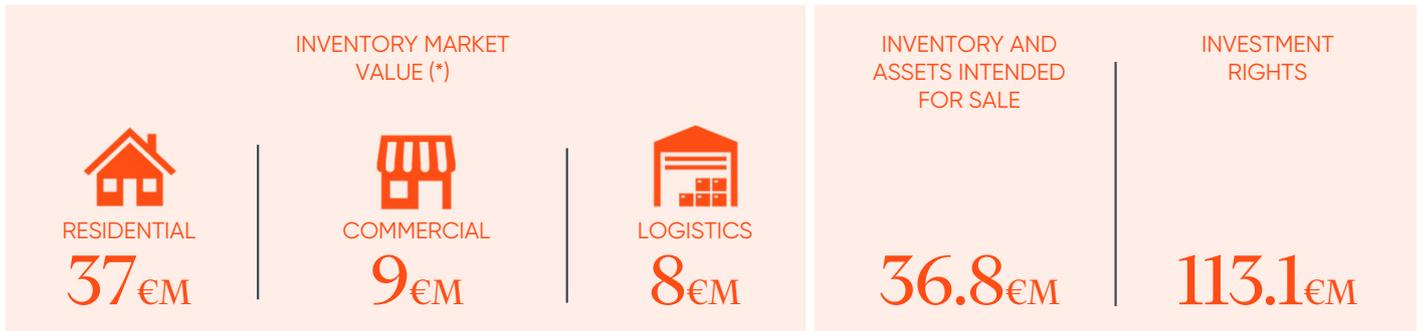 INVENTORY MARKET
VALUE (*)
RESIDENTIAL
37€M
COMMERCIAL
9€M
LOGISTICS
8€M
INVENTORY AND
ASSETS INTENDED
FOR SALE
36.8€M
INVESTMENT
RIGHTS
113.1€M